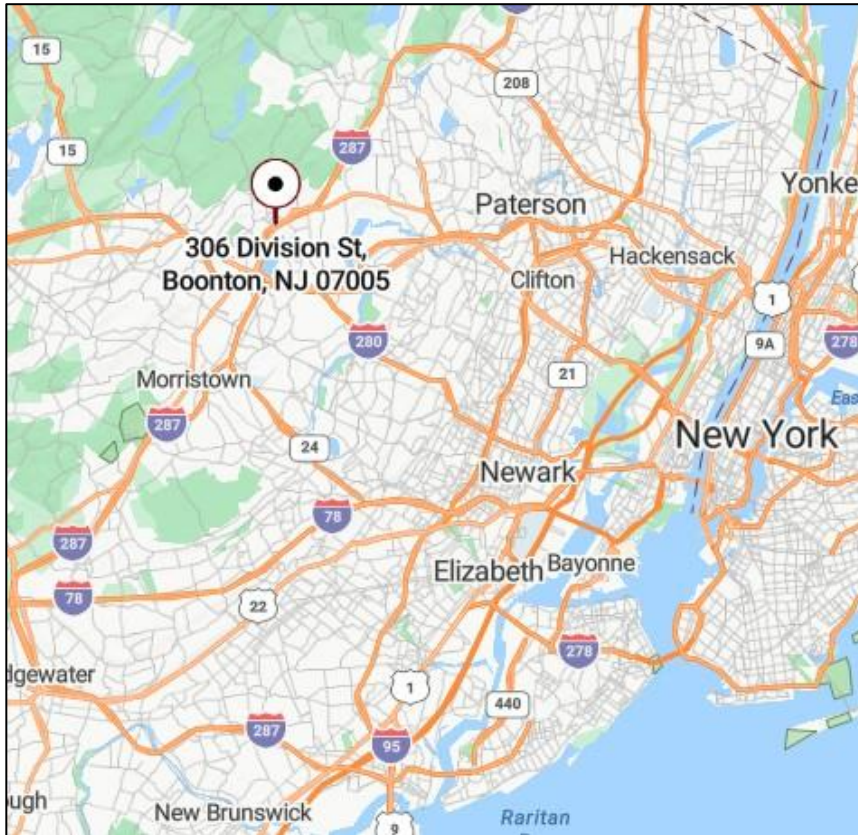 15
208
15
287
Yonke
Paterson
306 Division St,
Boonton, NJ 07005
Hackensack
Clifton
1
280
9A
278
Morristown
21
Eas
287
24
New York
Newark
78
287
Elizabeth
Bayonne
78
22
278
dgewater
1
440
287
95
ough
New Brunswick
9
Raritan